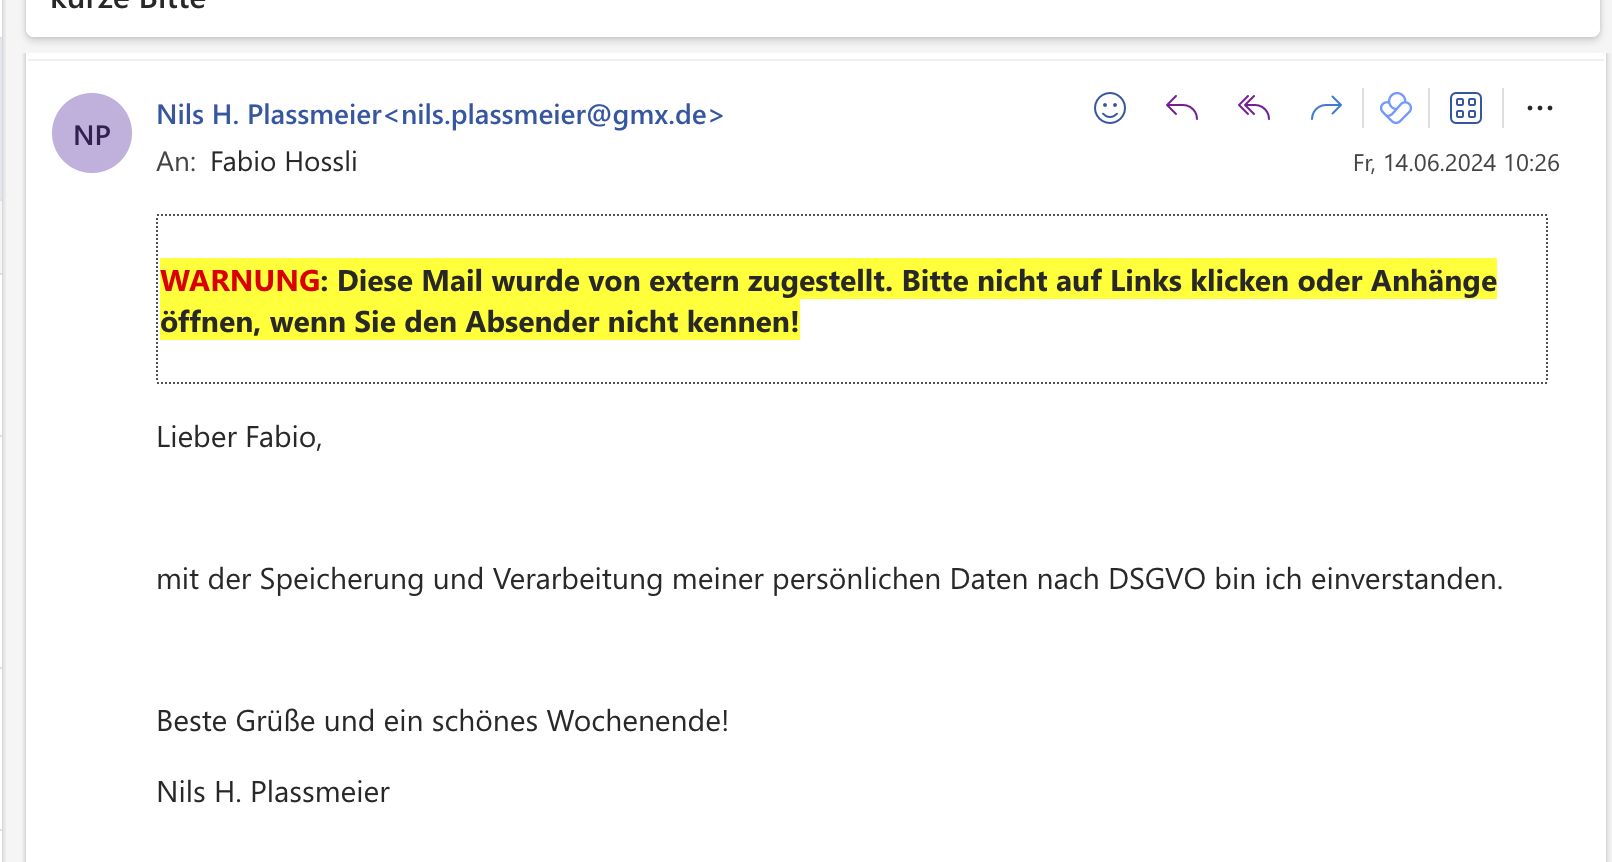 kurze Bitte
NP
Nils H. Plassmeier<nils.plassmeier@gmx.de>
An: Fabio Hossli
Fr, 14.06.2024 10:26
WARNUNG: Diese Mail wurde von extern zugestellt. Bitte nicht auf Links klicken oder Anhänge
öffnen, wenn Sie den Absender nicht kennen!
Lieber Fabio,
mit der Speicherung und Verarbeitung meiner persönlichen Daten nach DSGVO bin ich einverstanden.
Beste Grüße und ein schönes Wochenende!
Nils H. Plassmeier